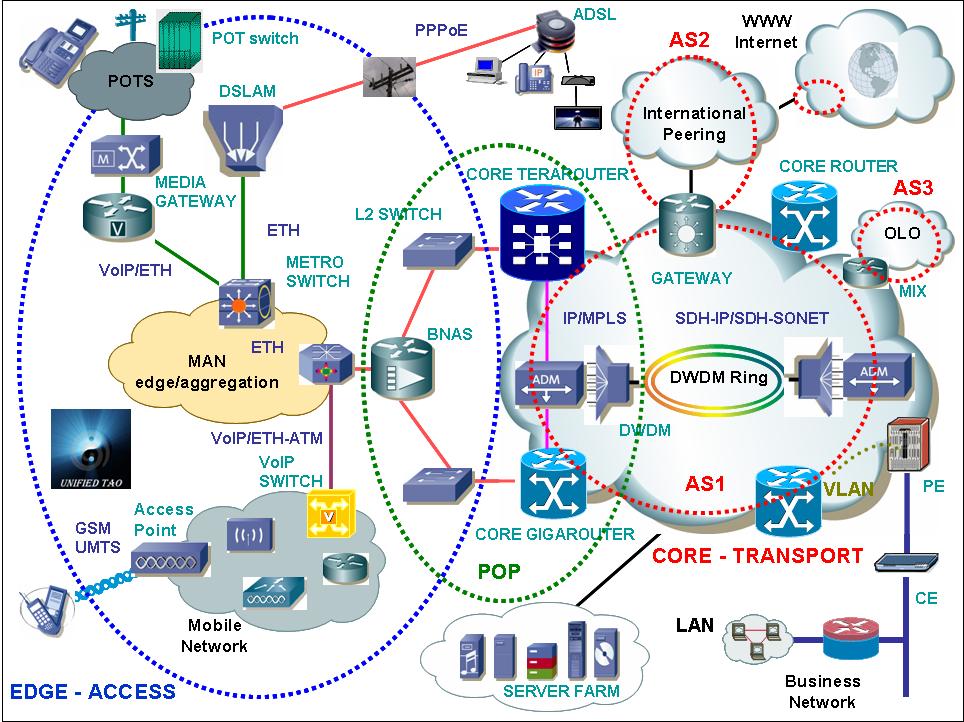 POT switch
PPPoE
ADSL
AS2
WWW
Internet
POTS
DSLAM
IP
International
Peering
M
CORE TERAROUTER
CORE ROUTER
MEDIA
GATEWAY
AS3
V
L2 SWITCH
ETH
OLO
VoIP/ETH
METRO
SWITCH
GATEWAY
MIX
IP/MPLS
SDH-IP/SDH-SONET
BNAS
ETH
MAN
edge/aggregation
ADM
DWDM Ring
ADM
DWDM
VoIP/ETH-ATM
VoIP
SWITCH
UNIFIED TAO
AS1
VLAN
PE
Access
Point
V
GSM
UMTS
CORE GIGAROUTER
CORE - TRANSPORT
POP
CE
Mobile
Network
LAN
Business
Network
SERVER FARM
EDGE - ACCESS